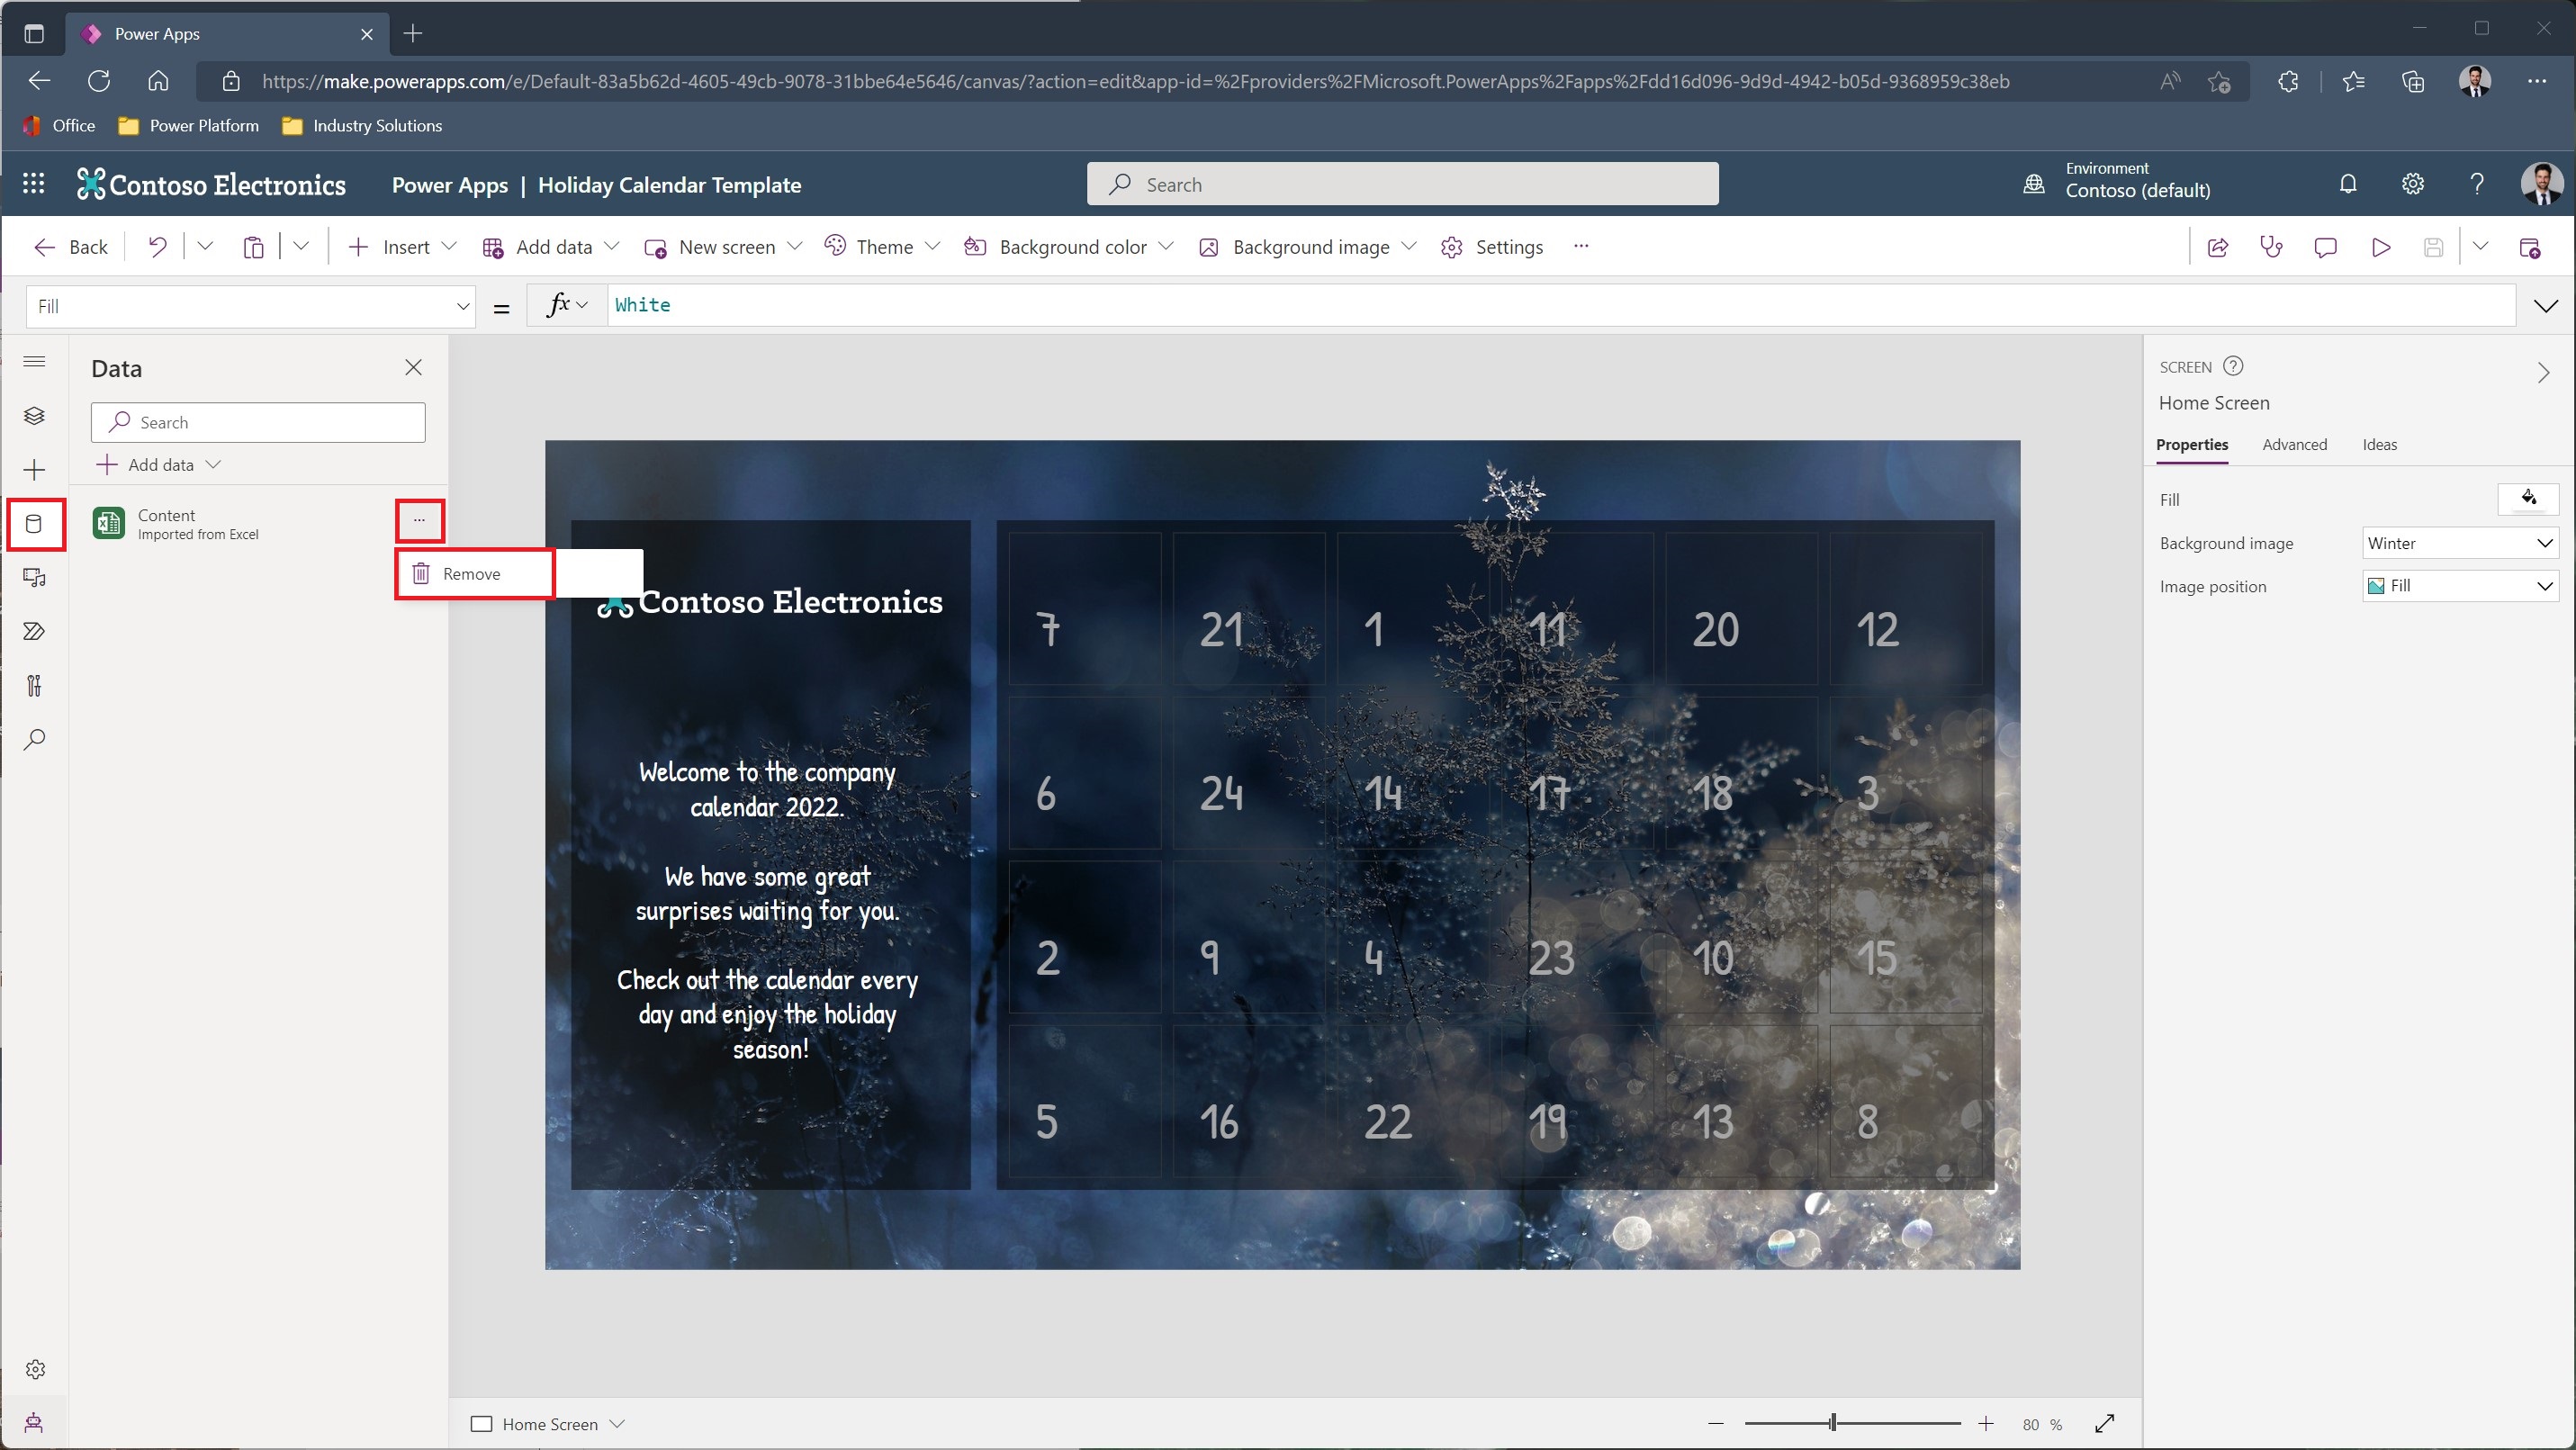 Power Apps
https://make.powerapps.com/e/Default-83a5b62d-4605-49cb-9078-31bbe64e5646/canvas/?action=edit&app-id=%2Fproviders%2FMicrosoft.PowerApps%2Fapps%2Fdd16d096-9d9d-4942-b05d-9368959c38eb
Office Power Platform Industry Solutions
Contoso Electronics Power Apps | Holiday Calendar Template Search Environment
Contoso (default)
Back Insert Add data New screen Theme Background color Background image Settings ...
Fill = fx White
Data
Search
Add data
Content
Imported from Excel
...
Remove
Contoso Electronics
Welcome to the company
calendar 2022.
We have some great
surprises waiting for you.
Check out the calendar every
day and enjoy the holiday
season!
7 21 1 11 20 12
6 24 14 17 18 3
2 9 4 23 10 15
5 16 22 19 13 8
SCREEN
Home Screen
Properties Advanced Ideas
Fill
Background image Winter
Image position Fill
Home Screen
80 %